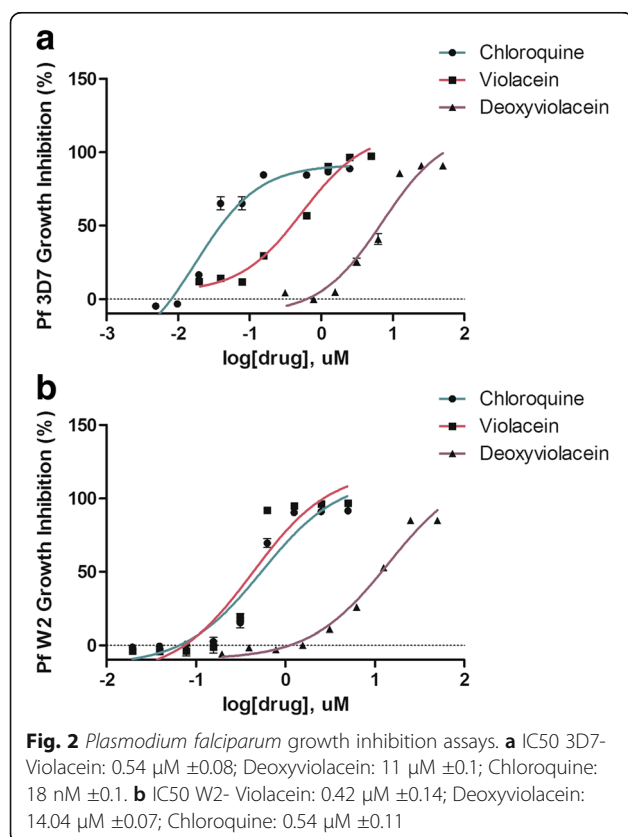 a
Chloroquine
Violacein
Deoxyviolacein
Pf 3D7 Growth Inhibition (%)
150
100
50
0
-3 -2 -1 0 1 2
log[drug], uM
b
Chloroquine
Violacein
Deoxyviolacein
Pf W2 Growth Inhibition (%)
150
100
50
0
-2 -1 0 1 2
log[drug], uM
Fig. 2 Plasmodium falciparum growth inhibition assays. a IC50 3D7-
Violacein: 0.54 μM ±0.08; Deoxyviolacein: 11 μM ±0.1; Chloroquine:
18 nM ±0.1. b IC50 W2- Violacein: 0.42 μM ±0.14; Deoxyviolacein:
14.04 μM ±0.07; Chloroquine: 0.54 μM ±0.11